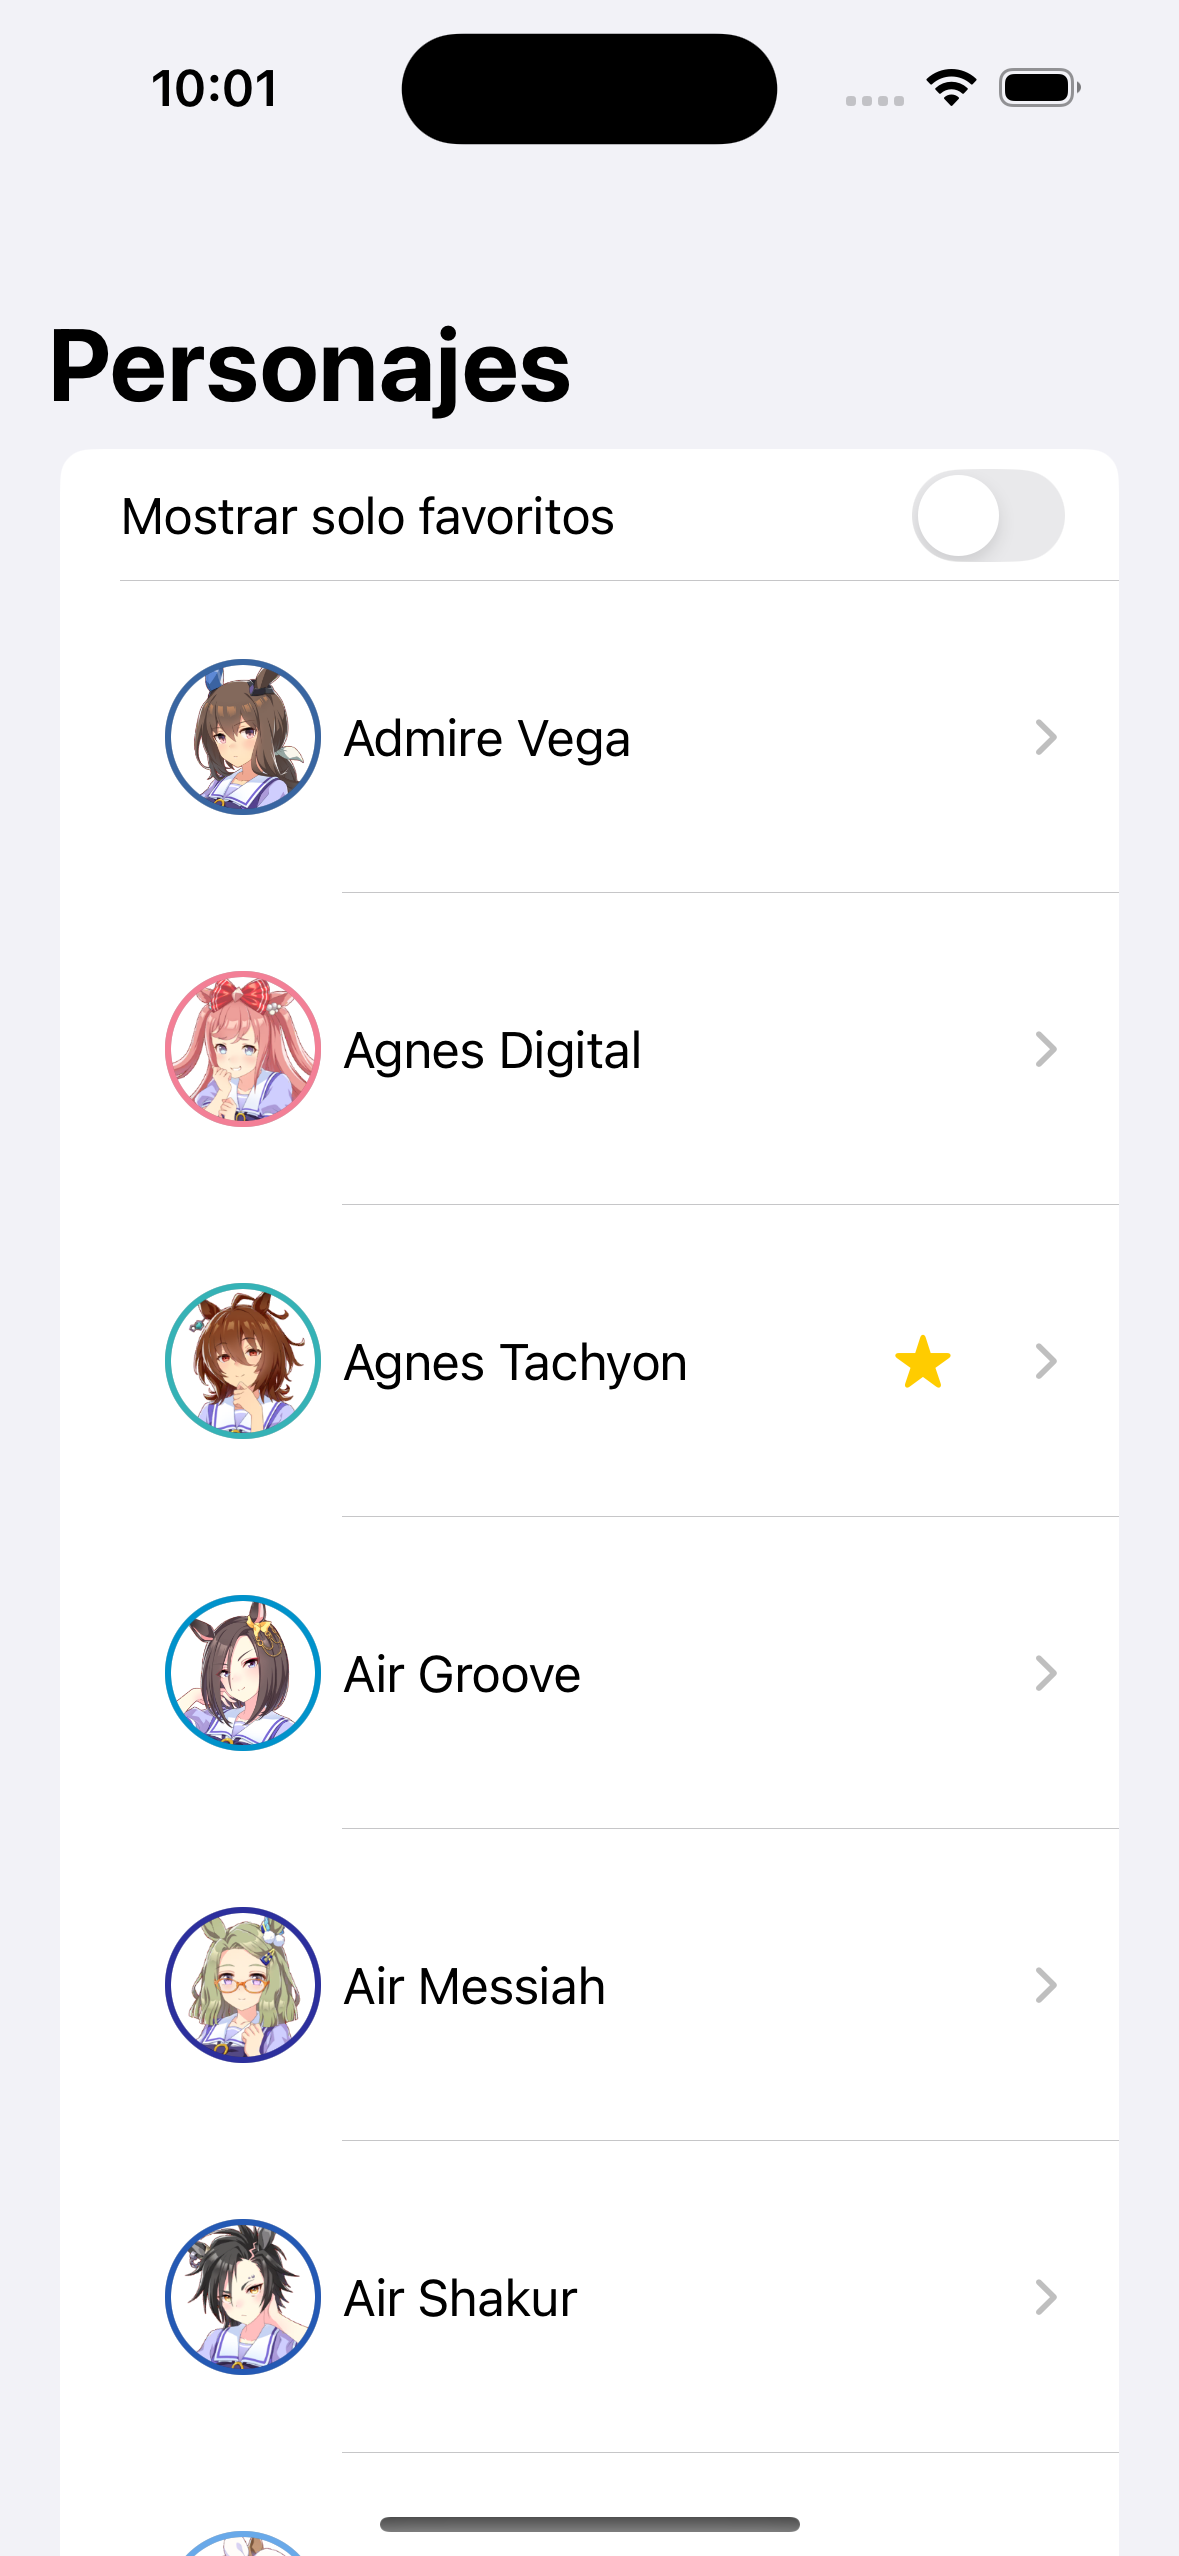 10:01
Personajes
Mostrar solo favoritos
Admire Vega
Agnes Digital
Agnes Tachyon
Air Groove
Air Messiah
Air Shakur